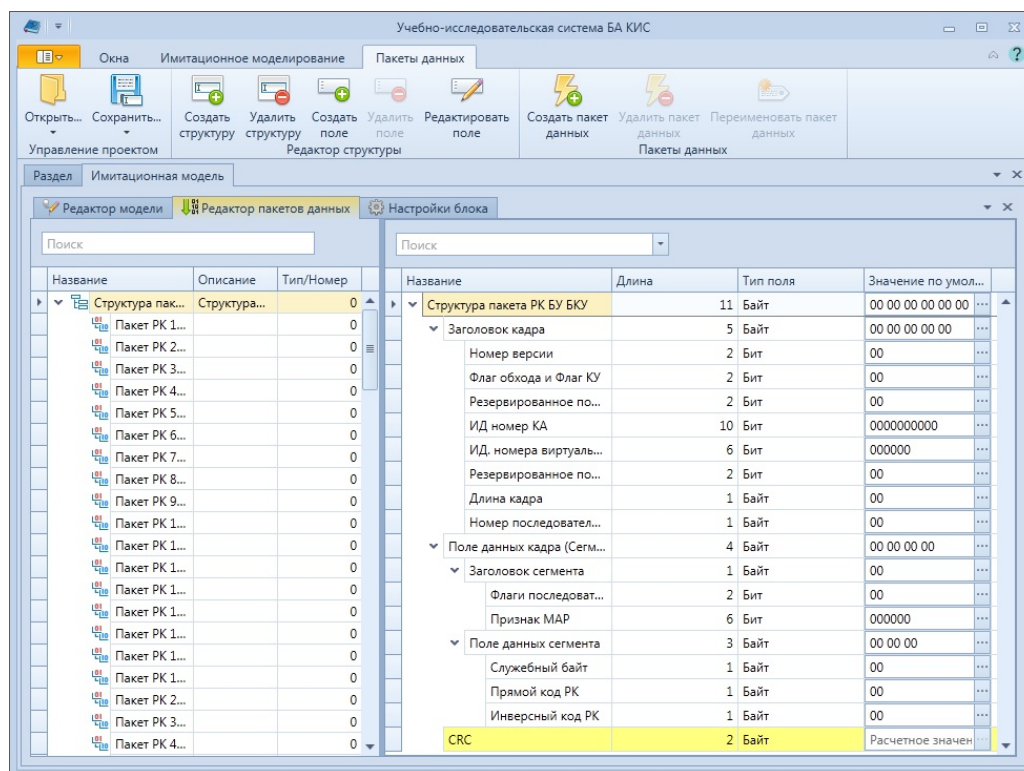 Учебно-исследовательская система БА КИС
Окна Имитационное моделирование Пакеты данных
Открыть... Сохранить... Создать структуру Удалить структуру Создать поле Удалить поле Редактировать поле Создать пакет данных Удалить пакет данных Переименовать пакет данных
Управление проектом Редактор структуры Пакеты данных
Раздел Имитационная модель
Редактор модели Редактор пакетов данных Настройки блока
Поиск
Название Описание Тип/Номер
Структура пак... Структура... 0
Пакет РК 1... 0
Пакет РК 2... 0
Пакет РК 3... 0
Пакет РК 4... 0
Пакет РК 5... 0
Пакет РК 6... 0
Пакет РК 7... 0
Пакет РК 8... 0
Пакет РК 9... 0
Пакет РК 1... 0
Пакет РК 1... 0
Пакет РК 1... 0
Пакет РК 1... 0
Пакет РК 1... 0
Пакет РК 1... 0
Пакет РК 1... 0
Пакет РК 1... 0
Пакет РК 2... 0
Пакет РК 3... 0
Пакет РК 4... 0
Поиск
Название Длина Тип поля Значение по умол...
Структура пакета РК БУ БКУ 11 Байт 00 00 00 00 00 00 ...
Заголовок кадра 5 Байт 00 00 00 00 00 ...
Номер версии 2 Бит 00 ...
Флаг обхода и Флаг КУ 2 Бит 00 ...
Резервированное по... 2 Бит 00 ...
ИД номер КА 10 Бит 0000000000 ...
ИД. номера виртуаль... 6 Бит 000000 ...
Резервированное по... 2 Бит 00 ...
Длина кадра 1 Байт 00 ...
Номер последовател... 1 Байт 00 ...
Поле данных кадра (Сегм... 4 Байт 00 00 00 00 ...
Заголовок сегмента 1 Байт 00 ...
Флаги последоват... 2 Бит 00 ...
Признак МАР 6 Бит 000000 ...
Поле данных сегмента 3 Байт 00 00 00 ...
Служебный байт 1 Байт 00 ...
Прямой код РК 1 Байт 00 ...
Инверсный код РК 1 Байт 00 ...
CRC 2 Байт Расчетное значен ...